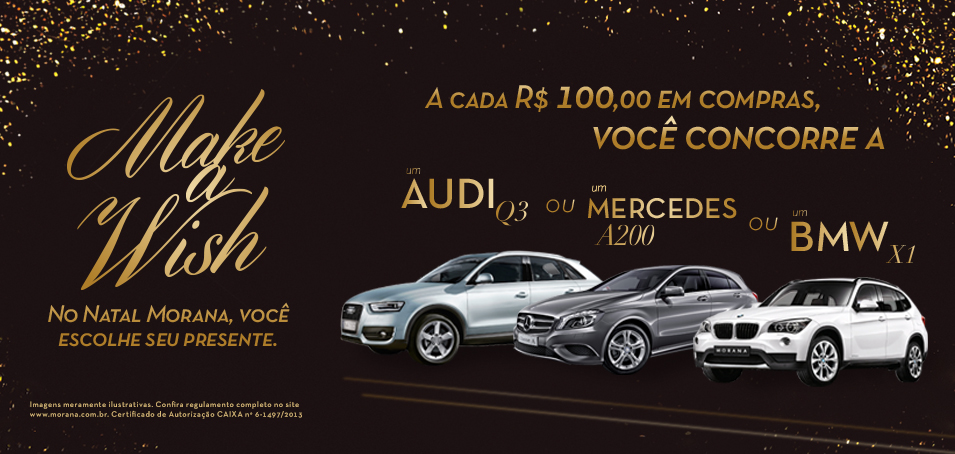 Make
a
Wish
No Natal Morana, você
escolhe seu presente.
Imagens meramente ilustrativas. Confira regulamento completo no site
www.morana.com.br. Certificado de Autorização CAIXA nº 6-1497/2013
A cada R$ 100,00 em compras,
você concorre a
um
AUDI
Q3
OU
um
MERCEDES
A200
OU
um
BMW
X1
MORANA